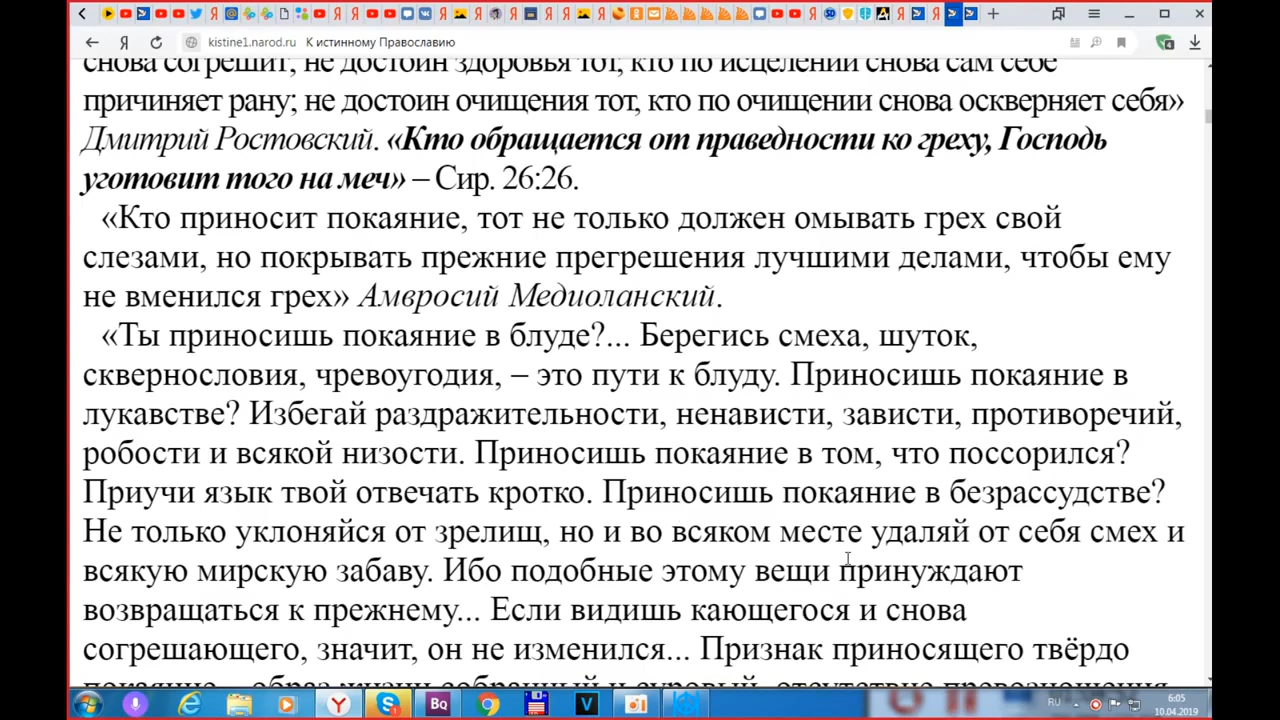 kistine1.narod.ru К истинному Православию
снова согрешит; не достоин здоровья тот, кто по исцелении снова сам себе
причиняет рану; не достоин очищения тот, кто по очищении снова оскверняет себя»
Дмитрий Ростовский. «Кто обращается от праведности ко греху, Господь
уготовит того на меч» – Сир. 26:26.
«Кто приносит покаяние, тот не только должен омывать грех свой
слезами, но покрывать прежние прегрешения лучшими делами, чтобы ему
не вменился грех» Амвросий Медиоланский.
«Ты приносишь покаяние в блуде?... Берегись смеха, шуток,
сквернословия, чревоугодия, – это пути к блуду. Приносишь покаяние в
лукавстве? Избегай раздражительности, ненависти, зависти, противоречий,
робости и всякой низости. Приносишь покаяние в том, что поссорился?
Приучи язык твой отвечать кротко. Приносишь покаяние в безрассудстве?
Не только уклоняйся от зрелищ, но и во всяком месте удаляй от себя смех и
всякую мирскую забаву. Ибо подобные этому вещи принуждают
возвращаться к прежнему... Если видишь кающегося и снова
согрешающего, значит, он не изменился... Признак приносящего твёрдо
RU 6:05
10.04.2019